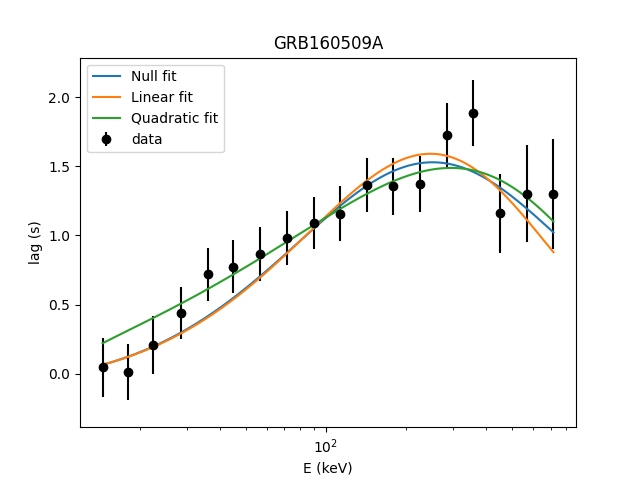 GRB160509A
Null fit
Linear fit
Quadratic fit
data
2.0
1.5
1.0
0.5
0.0
lag (s)
10²
E (keV)